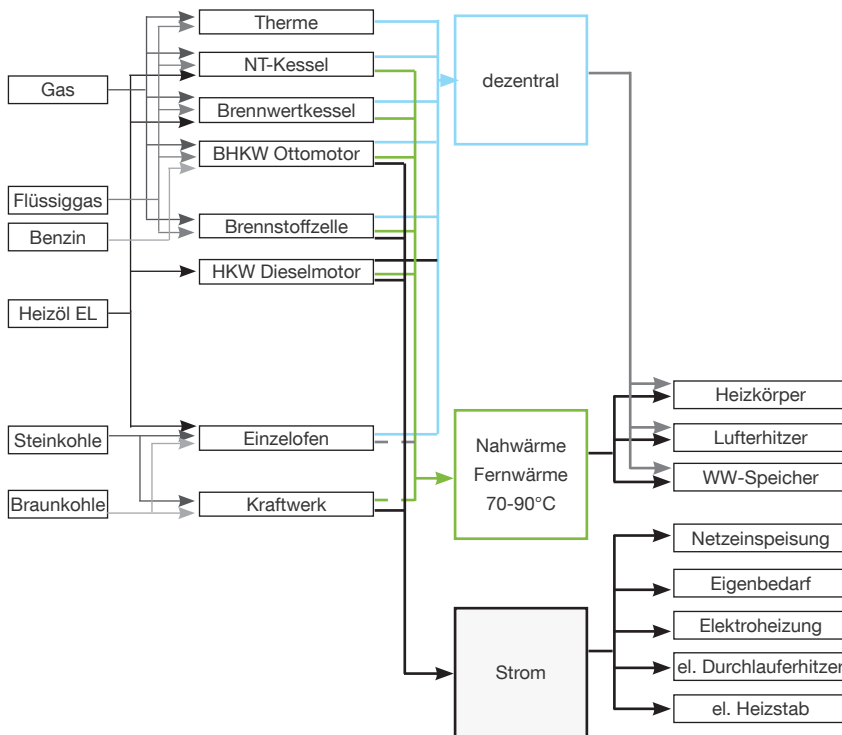 Gas
Flüssiggas
Benzin
Heizöl EL
Steinkohle
Braunkohle
Therme
NT-Kessel
Brennwertkessel
BHKW Ottomotor
Brennstoffzelle
HKW Dieselmotor
Einzelofen
Kraftwerk
dezentral
Nahwärme
Fernwärme
70-90°C
Strom
Heizkörper
Lufterhitzer
WW-Speicher
Netzeinspeisung
Eigenbedarf
Elektroheizung
el. Durchlauferhitzer
el. Heizstab